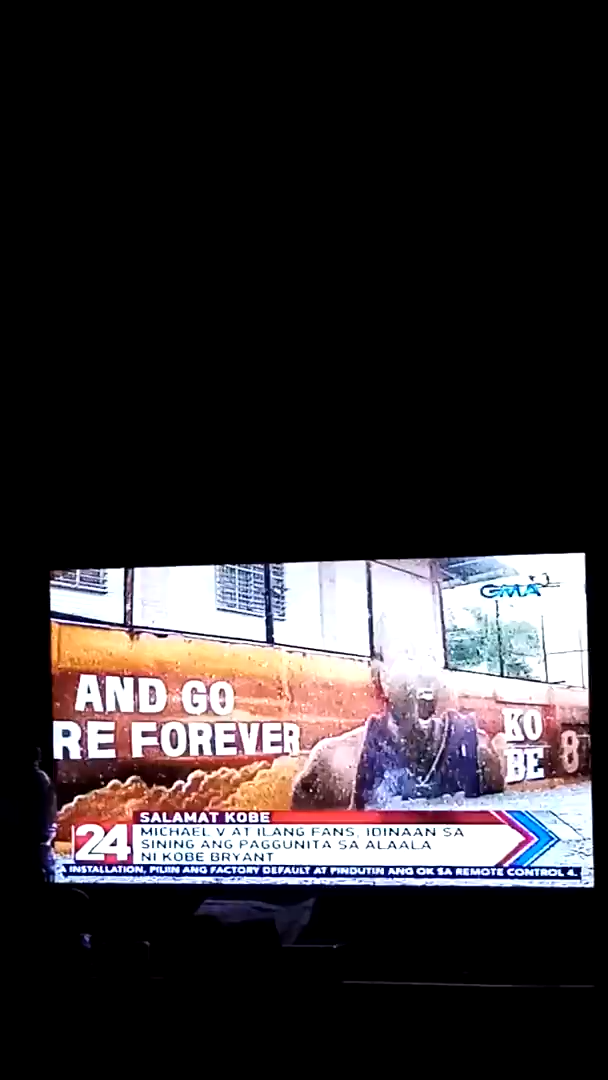 GMA
AND GO
RE FOREVER
KO
BE
8
SALAMAT KOBE
24
MICHAEL V AT ILANG FANS, IDINAAN SA
SINING ANG PAGGUNITA SA ALAALA
NI KOBE BRYANT
A INSTALLATION, PILIIN ANG FACTORY DEFAULT AT PINDUTIN ANG OK SA REMOTE CONTROL 4.